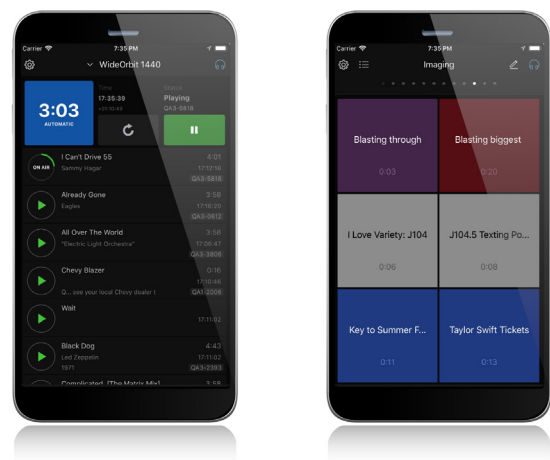 Carrier 7:35 PM
WideOrbit 1440
3:03
AUTOMATIC
Time
17:35:39
Status
Playing
QA3-5818
ON AIR
I Can't Drive 55
Sammy Hagar
4:01
17:12:16
QA3-5818
Already Gone
Eagles
3:58
17:16:20
QA3-0612
All Over The World
"Electric Light Orchestra"
3:58
17:06:47
QA3-3808
Chevy Blazer
Q... see your local Chevy dealer t
0:16
17:10:46
QA1-2006
Wait
17:11:02
Black Dog
Led Zeppelin
1971
4:43
17:11:02
QA3-2393
Complicated [The Matrix Mix]
3:58
Carrier 7:35 PM
Imaging
Blasting through
0:03
Blasting biggest
0:20
I Love Variety: J104
0:06
J104.5 Texting Po...
0:08
Key to Summer F...
0:11
Taylor Swift Tickets
0:13